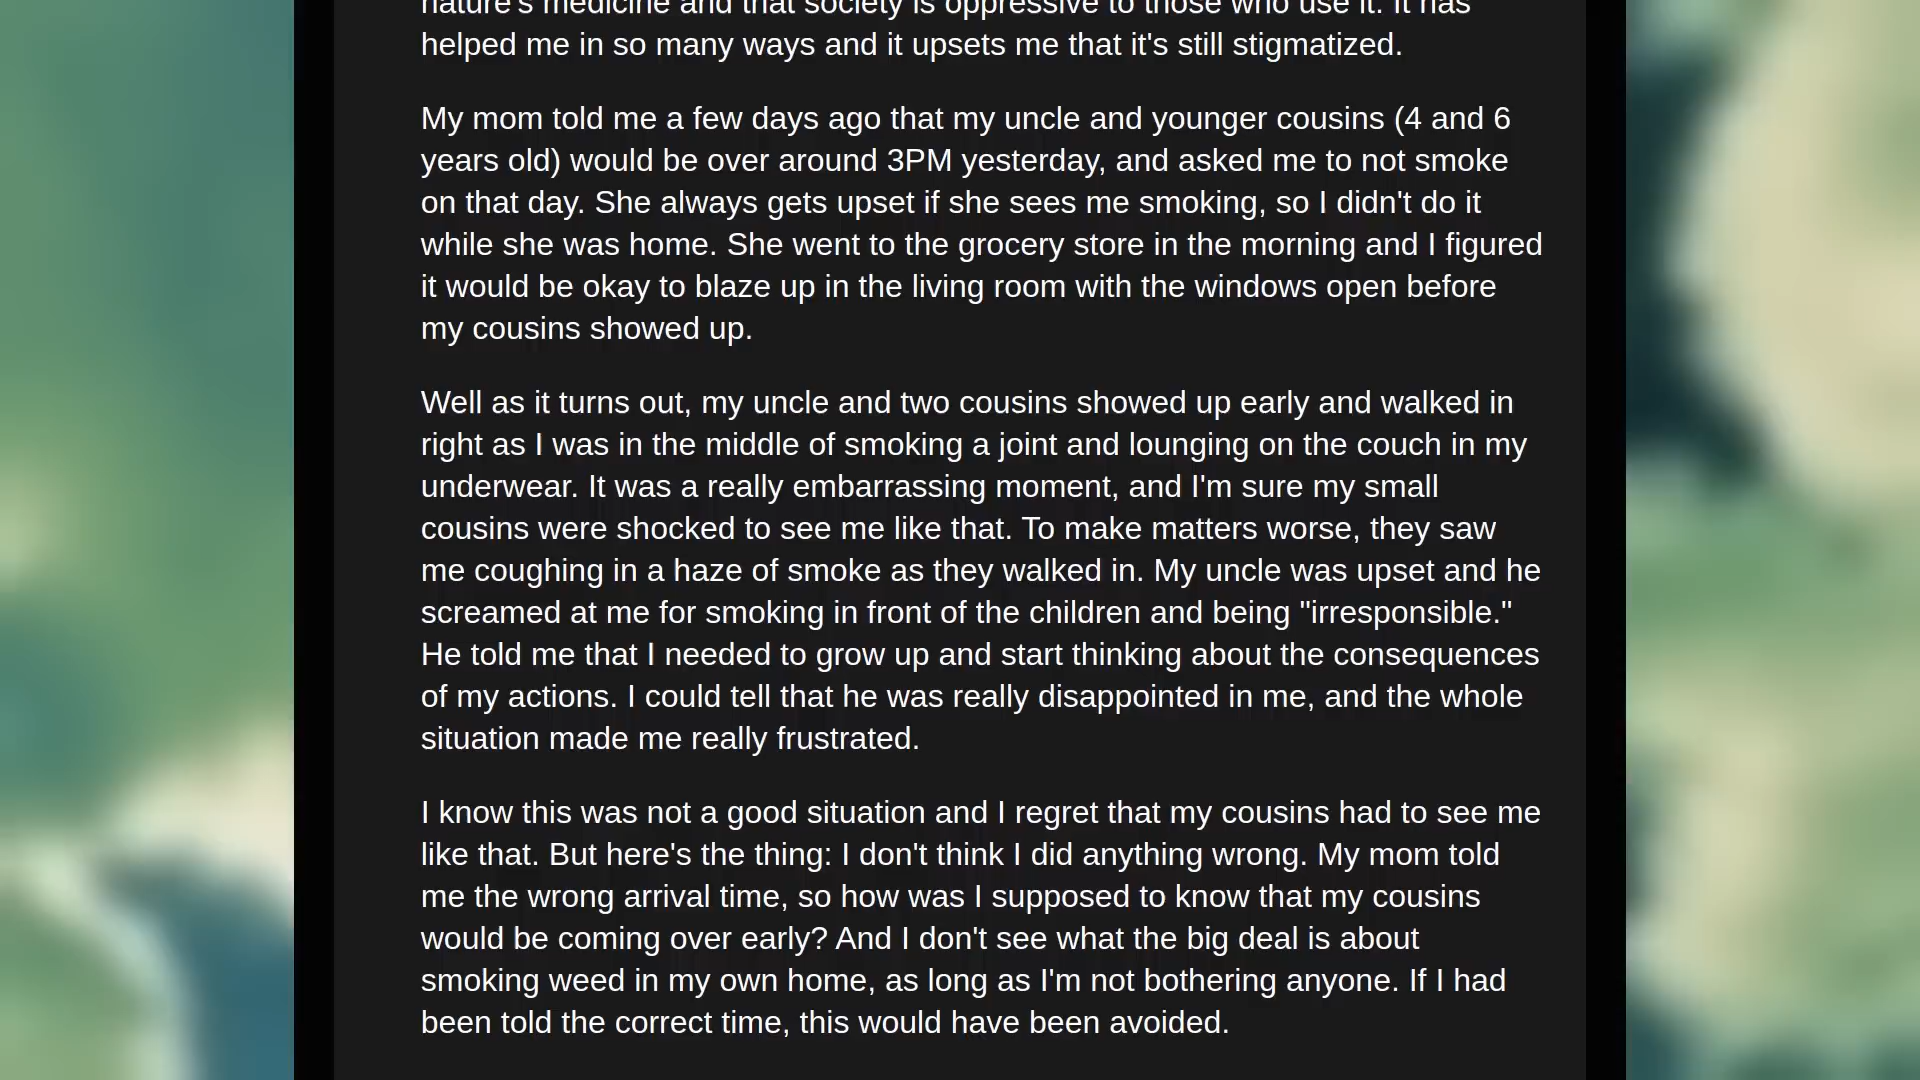 nature's medicine and that society is oppressive to those who use it. It has
helped me in so many ways and it upsets me that it's still stigmatized.
My mom told me a few days ago that my uncle and younger cousins (4 and 6
years old) would be over around 3PM yesterday, and asked me to not smoke
on that day. She always gets upset if she sees me smoking, so I didn't do it
while she was home. She went to the grocery store in the morning and I figured
it would be okay to blaze up in the living room with the windows open before
my cousins showed up.
Well as it turns out, my uncle and two cousins showed up early and walked in
right as I was in the middle of smoking a joint and lounging on the couch in my
underwear. It was a really embarrassing moment, and I'm sure my small
cousins were shocked to see me like that. To make matters worse, they saw
me coughing in a haze of smoke as they walked in. My uncle was upset and he
screamed at me for smoking in front of the children and being "irresponsible."
He told me that I needed to grow up and start thinking about the consequences
of my actions. I could tell that he was really disappointed in me, and the whole
situation made me really frustrated.
I know this was not a good situation and I regret that my cousins had to see me
like that. But here's the thing: I don't think I did anything wrong. My mom told
me the wrong arrival time, so how was I supposed to know that my cousins
would be coming over early? And I don't see what the big deal is about
smoking weed in my own home, as long as I'm not bothering anyone. If I had
been told the correct time, this would have been avoided.